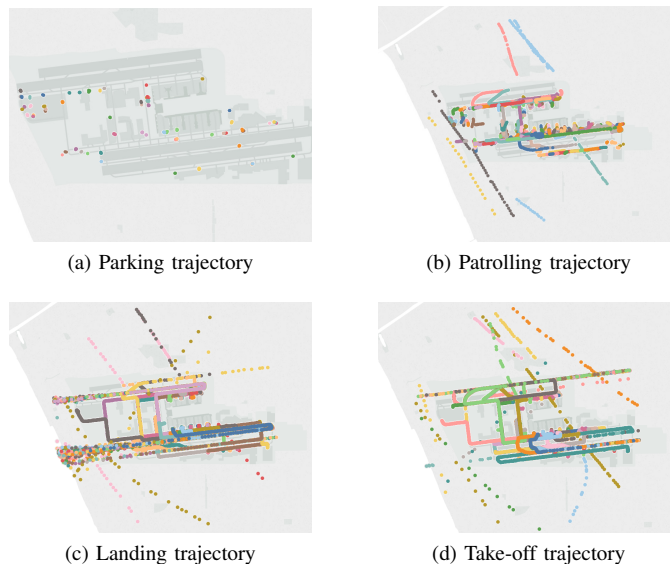 (a) Parking trajectory
(b) Patrolling trajectory
(c) Landing trajectory
(d) Take-off trajectory